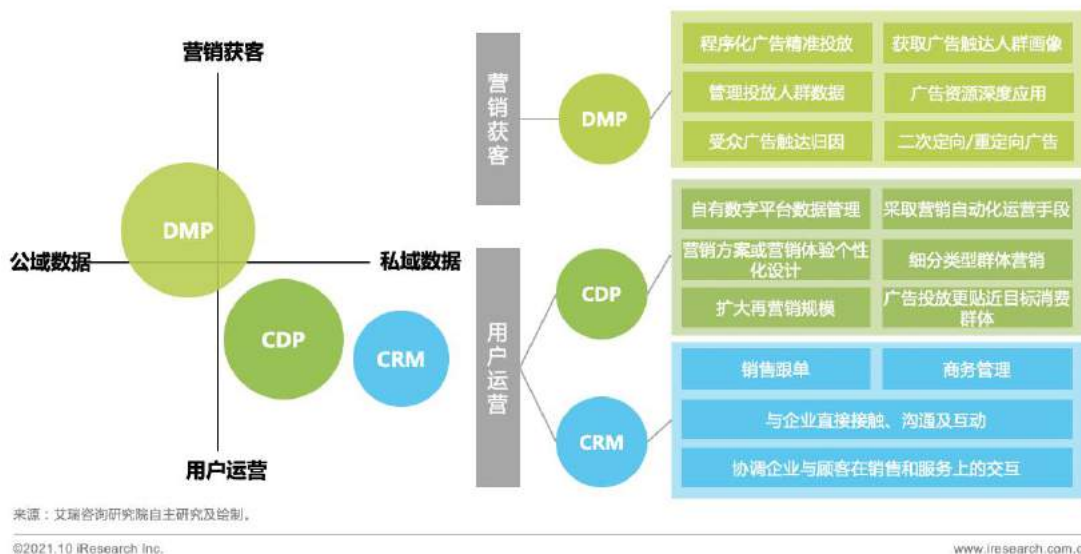 营销获客
公域数据
私域数据
DMP
CDP
CRM
用户运营
营销获客
DMP
程序化广告精准投放
获取广告触达人群画像
管理投放人群数据
广告资源深度应用
受众广告触达归因
二次定向/重定向广告
用户运营
CDP
自有数字平台数据管理
采取营销自动化运营手段
营销方案或营销体验个性
化设计
细分类型群体营销
扩大再营销规模
广告投放更贴近目标消费
群体
CRM
销售跟单
商务管理
与企业直接接触、沟通及互动
协调企业与顾客在销售和服务上的交互
来源：艾瑞咨询研究院自主研究及绘制。
©2021.10 iResearch Inc.
www.iresearch.com.c